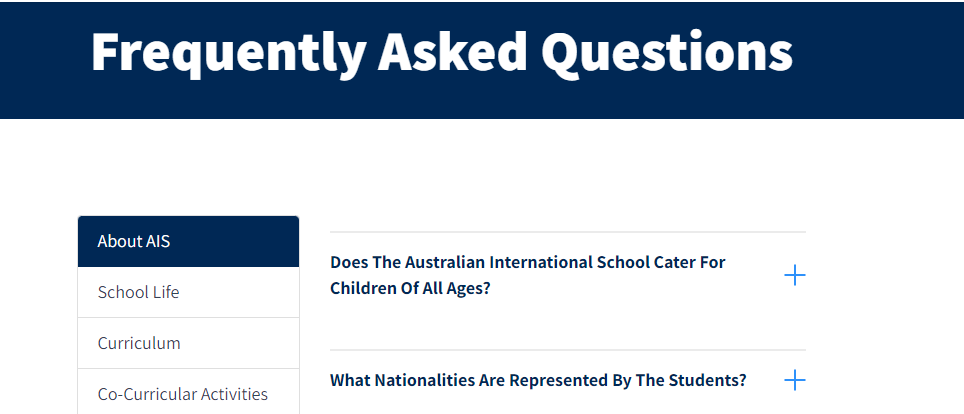 Frequently Asked Questions
About AIS
School Life
Curriculum
Co-Curricular Activities
Does The Australian International School Cater For
Children Of All Ages?
What Nationalities Are Represented By The Students?